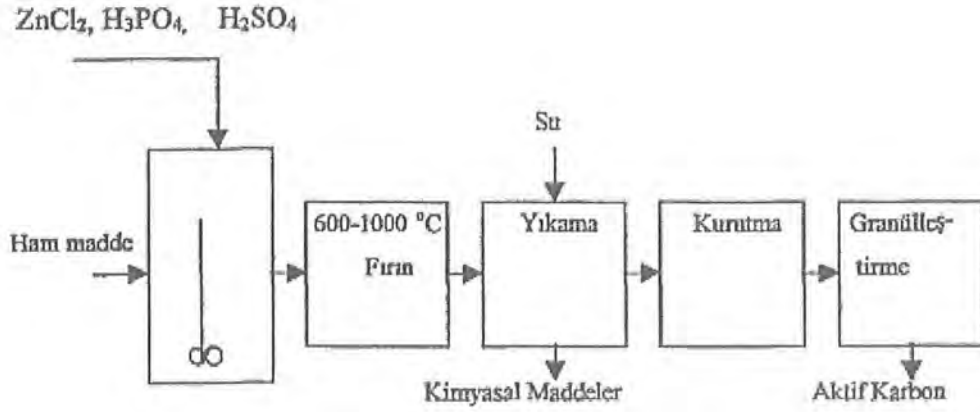 ZnCl₂, H₃PO₄, H₂SO₄
Su
Ham madde
600-1000 °C
Fırın
Yıkama
Kurutma
Granülleş-
tirme
Kimyasal Maddeler
Aktif Karbon